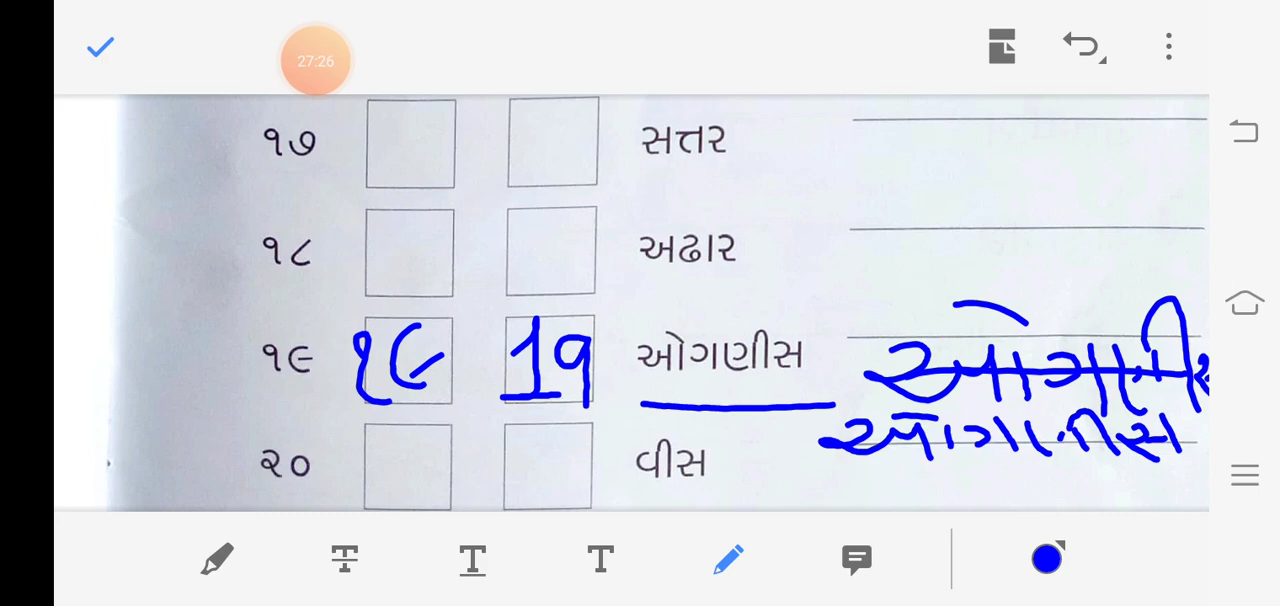 27:26
૧૭ સત્તર
૧૮ અઢાર
૧૯ ૧૯ 19 ઓગણીસ
ઓગણીસ
૨૦ વીસ